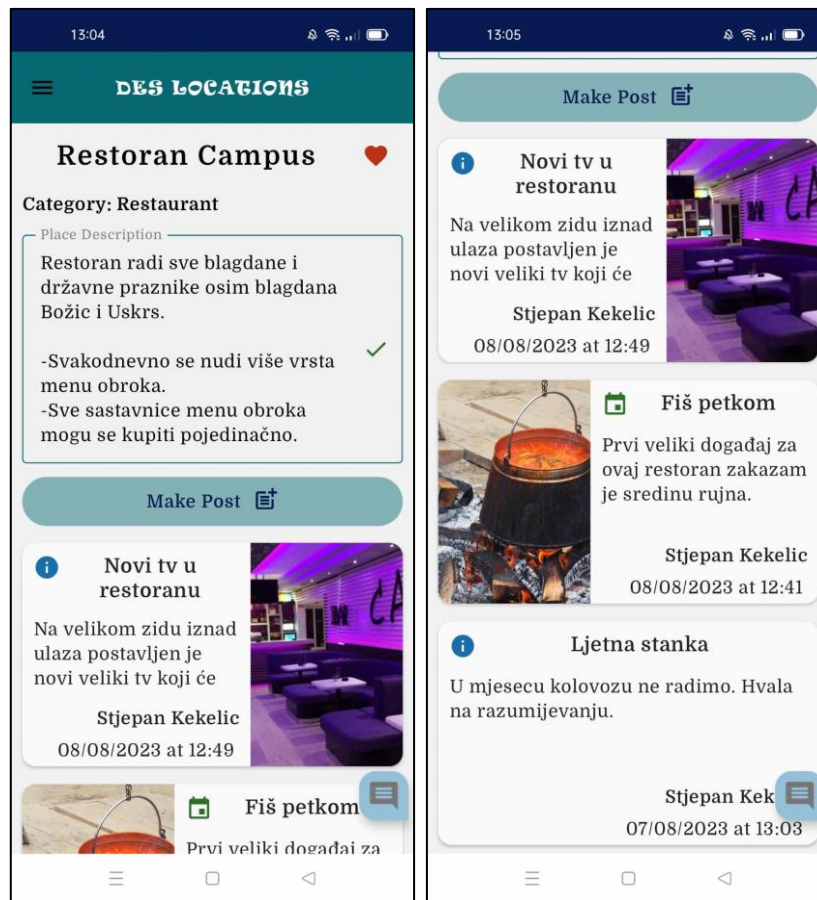 13:04
DES LOCATIONS
Restoran Campus
Category: Restaurant
Place Description
Restoran radi sve blagdane i
državne praznike osim blagdana
Božic i Uskrs.
-Svakodnevno se nudi više vrsta
menu obroka.
-Sve sastavnice menu obroka
mogu se kupiti pojedinačno.
Make Post
Novi tv u
restoranu
Na velikom zidu iznad
ulaza postavljen je
novi veliki tv koji će
Stjepan Kekelic
08/08/2023 at 12:49
BAR CA
Fiš petkom
Prvi veliki događaj za
13:05
Make Post
Novi tv u
restoranu
Na velikom zidu iznad
ulaza postavljen je
novi veliki tv koji će
Stjepan Kekelic
08/08/2023 at 12:49
BAR CA
Fiš petkom
Prvi veliki događaj za
ovaj restoran zakazam
je sredinu rujna.
Stjepan Kekelic
08/08/2023 at 12:41
Ljetna stanka
U mjesecu kolovozu ne radimo. Hvala
na razumijevanju.
Stjepan Kek
07/08/2023 at 13:03